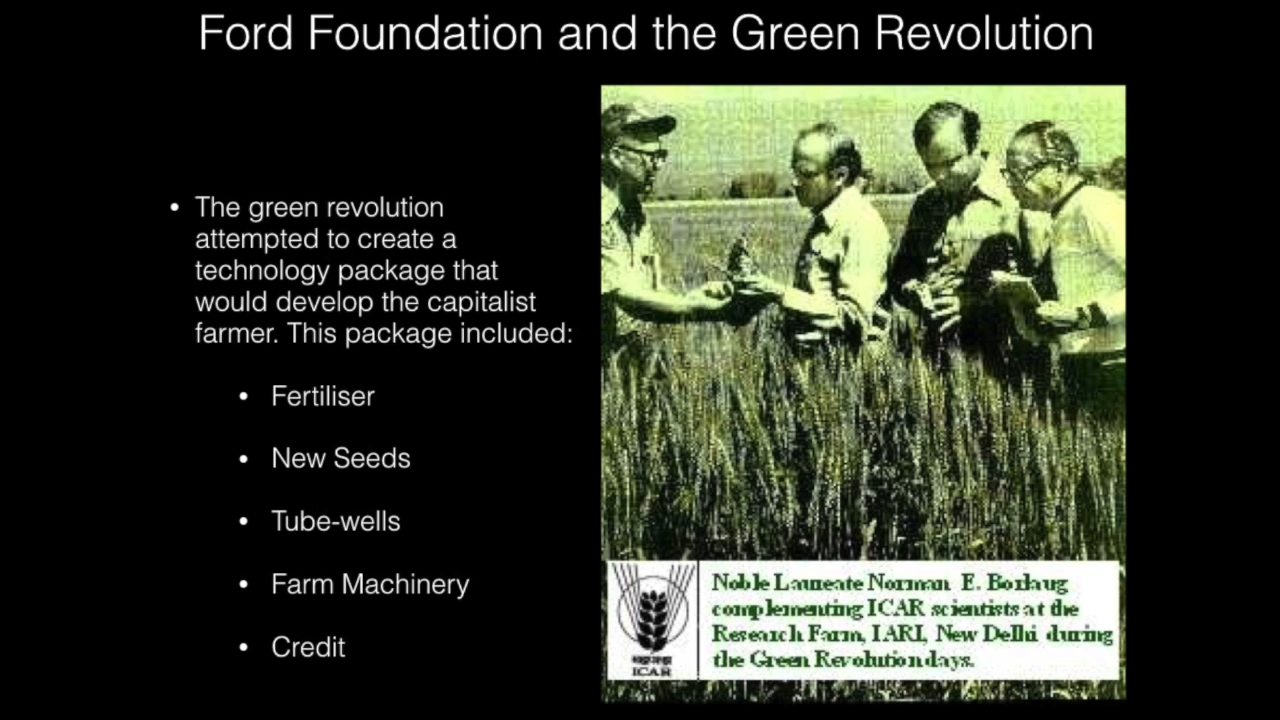 Ford Foundation and the Green Revolution
• The green revolution
attempted to create a
technology package that
would develop the capitalist
farmer. This package included:
• Fertiliser
• New Seeds
• Tube-wells
• Farm Machinery
• Credit
Noble Laureate Norman E. Borlaug
complementing ICAR scientists at the
Research Farm, IARI, New Delhi during
the Green Revolution days.
ICAR